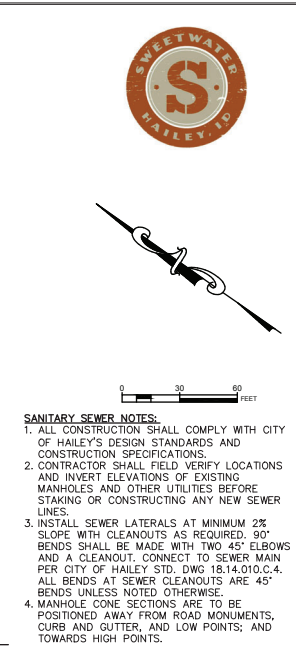 SWEETWATER
S
HAILEY, ID
0 30 60
FEET
SANITARY SEWER NOTES:
1. ALL CONSTRUCTION SHALL COMPLY WITH CITY
OF HAILEY'S DESIGN STANDARDS AND
CONSTRUCTION SPECIFICATIONS.
2. CONTRACTOR SHALL FIELD VERIFY LOCATIONS
AND INVERT ELEVATIONS OF EXISTING
MANHOLES AND OTHER UTILITIES BEFORE
STAKING OR CONSTRUCTING ANY NEW SEWER
LINES.
3. INSTALL SEWER LATERALS AT MINIMUM 2%
SLOPE WITH CLEANOUTS AS REQUIRED. 90°
BENDS SHALL BE MADE WITH TWO 45° ELBOWS
AND A CLEANOUT. CONNECT TO SEWER MAIN
PER CITY OF HAILEY STD. DWG 18.14.010.C.4.
ALL BENDS AT SEWER CLEANOUTS ARE 45°
BENDS UNLESS NOTED OTHERWISE.
4. MANHOLE CONE SECTIONS ARE TO BE
POSITIONED AWAY FROM ROAD MONUMENTS,
CURB AND GUTTER, AND LOW POINTS; AND
TOWARDS HIGH POINTS.